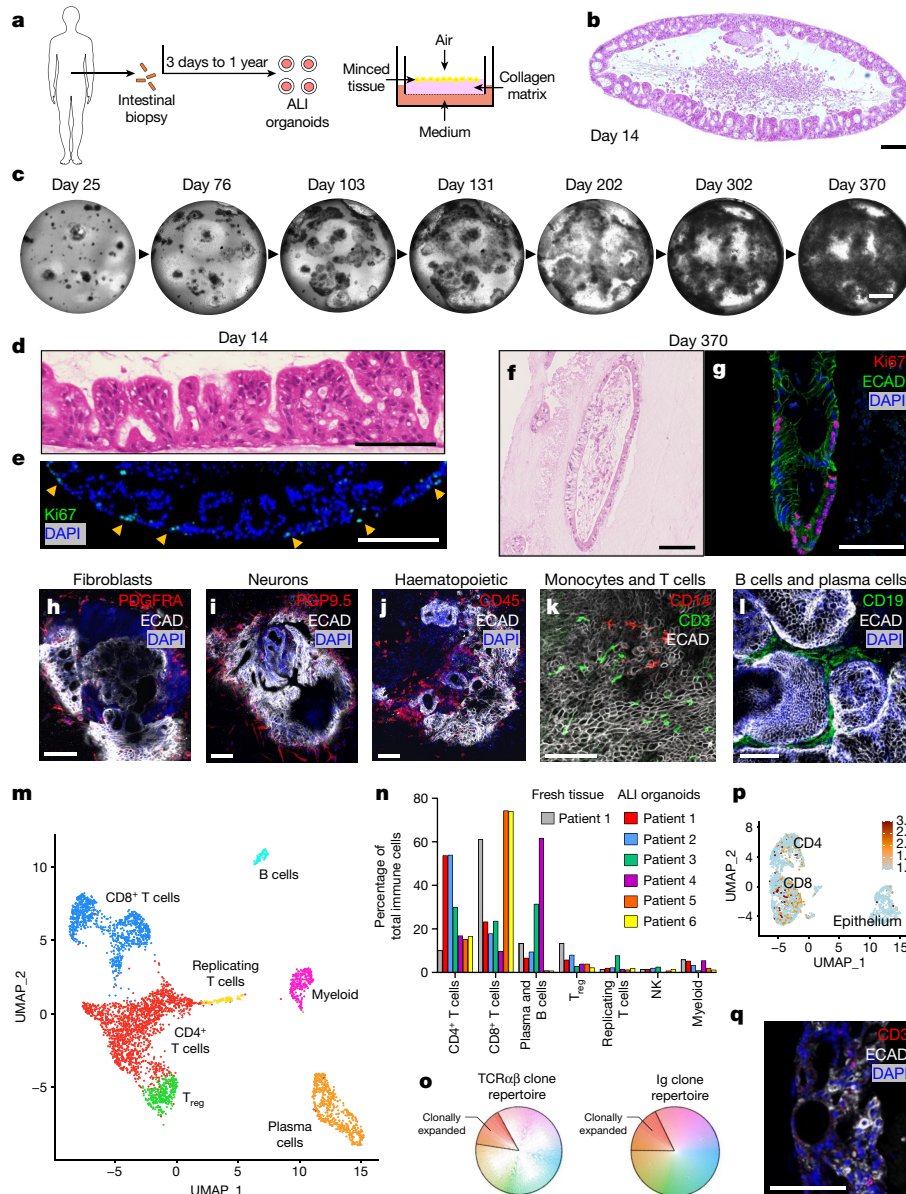 a
3 days to 1 year
Intestinal
biopsy
ALI
organoids
Air
Minced
tissue
Collagen
matrix
Medium
b
Day 14
c
Day 25
Day 76
Day 103
Day 131
Day 202
Day 302
Day 370
d
Day 14
e
Ki67
DAPI
Day 370
f
g
Ki67
ECAD
DAPI
Fibroblasts
h
PDGFRA
ECAD
DAPI
Neurons
i
PGP9.5
ECAD
DAPI
Haematopoietic
j
CD45
ECAD
DAPI
Monocytes and T cells
k
CD14
CD3
ECAD
B cells and plasma cells
l
CD19
ECAD
DAPI
m
UMAP_2
10
5
0
−5
−5
0
5
10
15
UMAP_1
B cells
CD8⁺ T cells
Replicating
T cells
Myeloid
CD4⁺
T cells
Treg
Plasma
cells
n
Percentage of
total immune cells
80
60
40
20
0
Fresh tissue
Patient 1
ALI organoids
Patient 1
Patient 2
Patient 3
Patient 4
Patient 5
Patient 6
CD4⁺ T cells
CD8⁺ T cells
Plasma and
B cells
Treg
Replicating
T cells
NK
Myeloid
o
TCRαβ clone
repertoire
Clonally
expanded
Ig clone
repertoire
Clonally
expanded
p
UMAP_2
8
4
0
−4
−5
0
5
10
15
UMAP_1
CD4
CD8
Epithelium
q
CD3
ECAD
DAPI